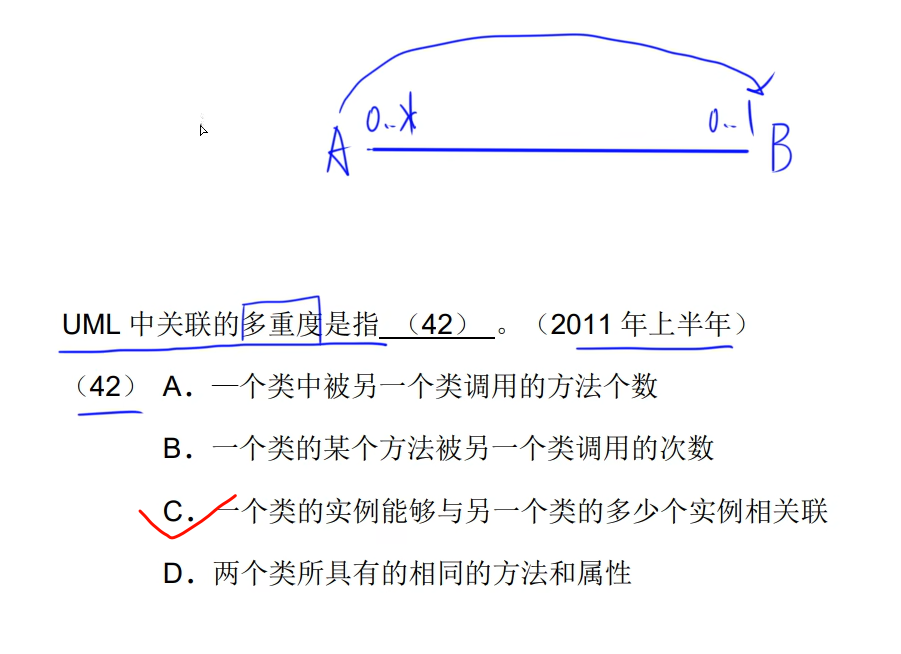 0..* 0..1
A B
UML 中关联的多重度是指 （42） 。（2011 年上半年）
（42） A．一个类中被另一个类调用的方法个数
B．一个类的某个方法被另一个类调用的次数
C．一个类的实例能够与另一个类的多少个实例相关联
D．两个类所具有的相同的方法和属性